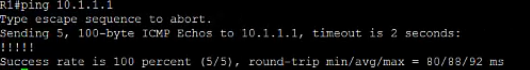 R1#ping 10.1.1.1
Type escape sequence to abort.
Sending 5, 100-byte ICMP Echos to 10.1.1.1, timeout is 2 seconds:
!!!!!
Success rate is 100 percent (5/5), round-trip min/avg/max = 80/88/92 ms